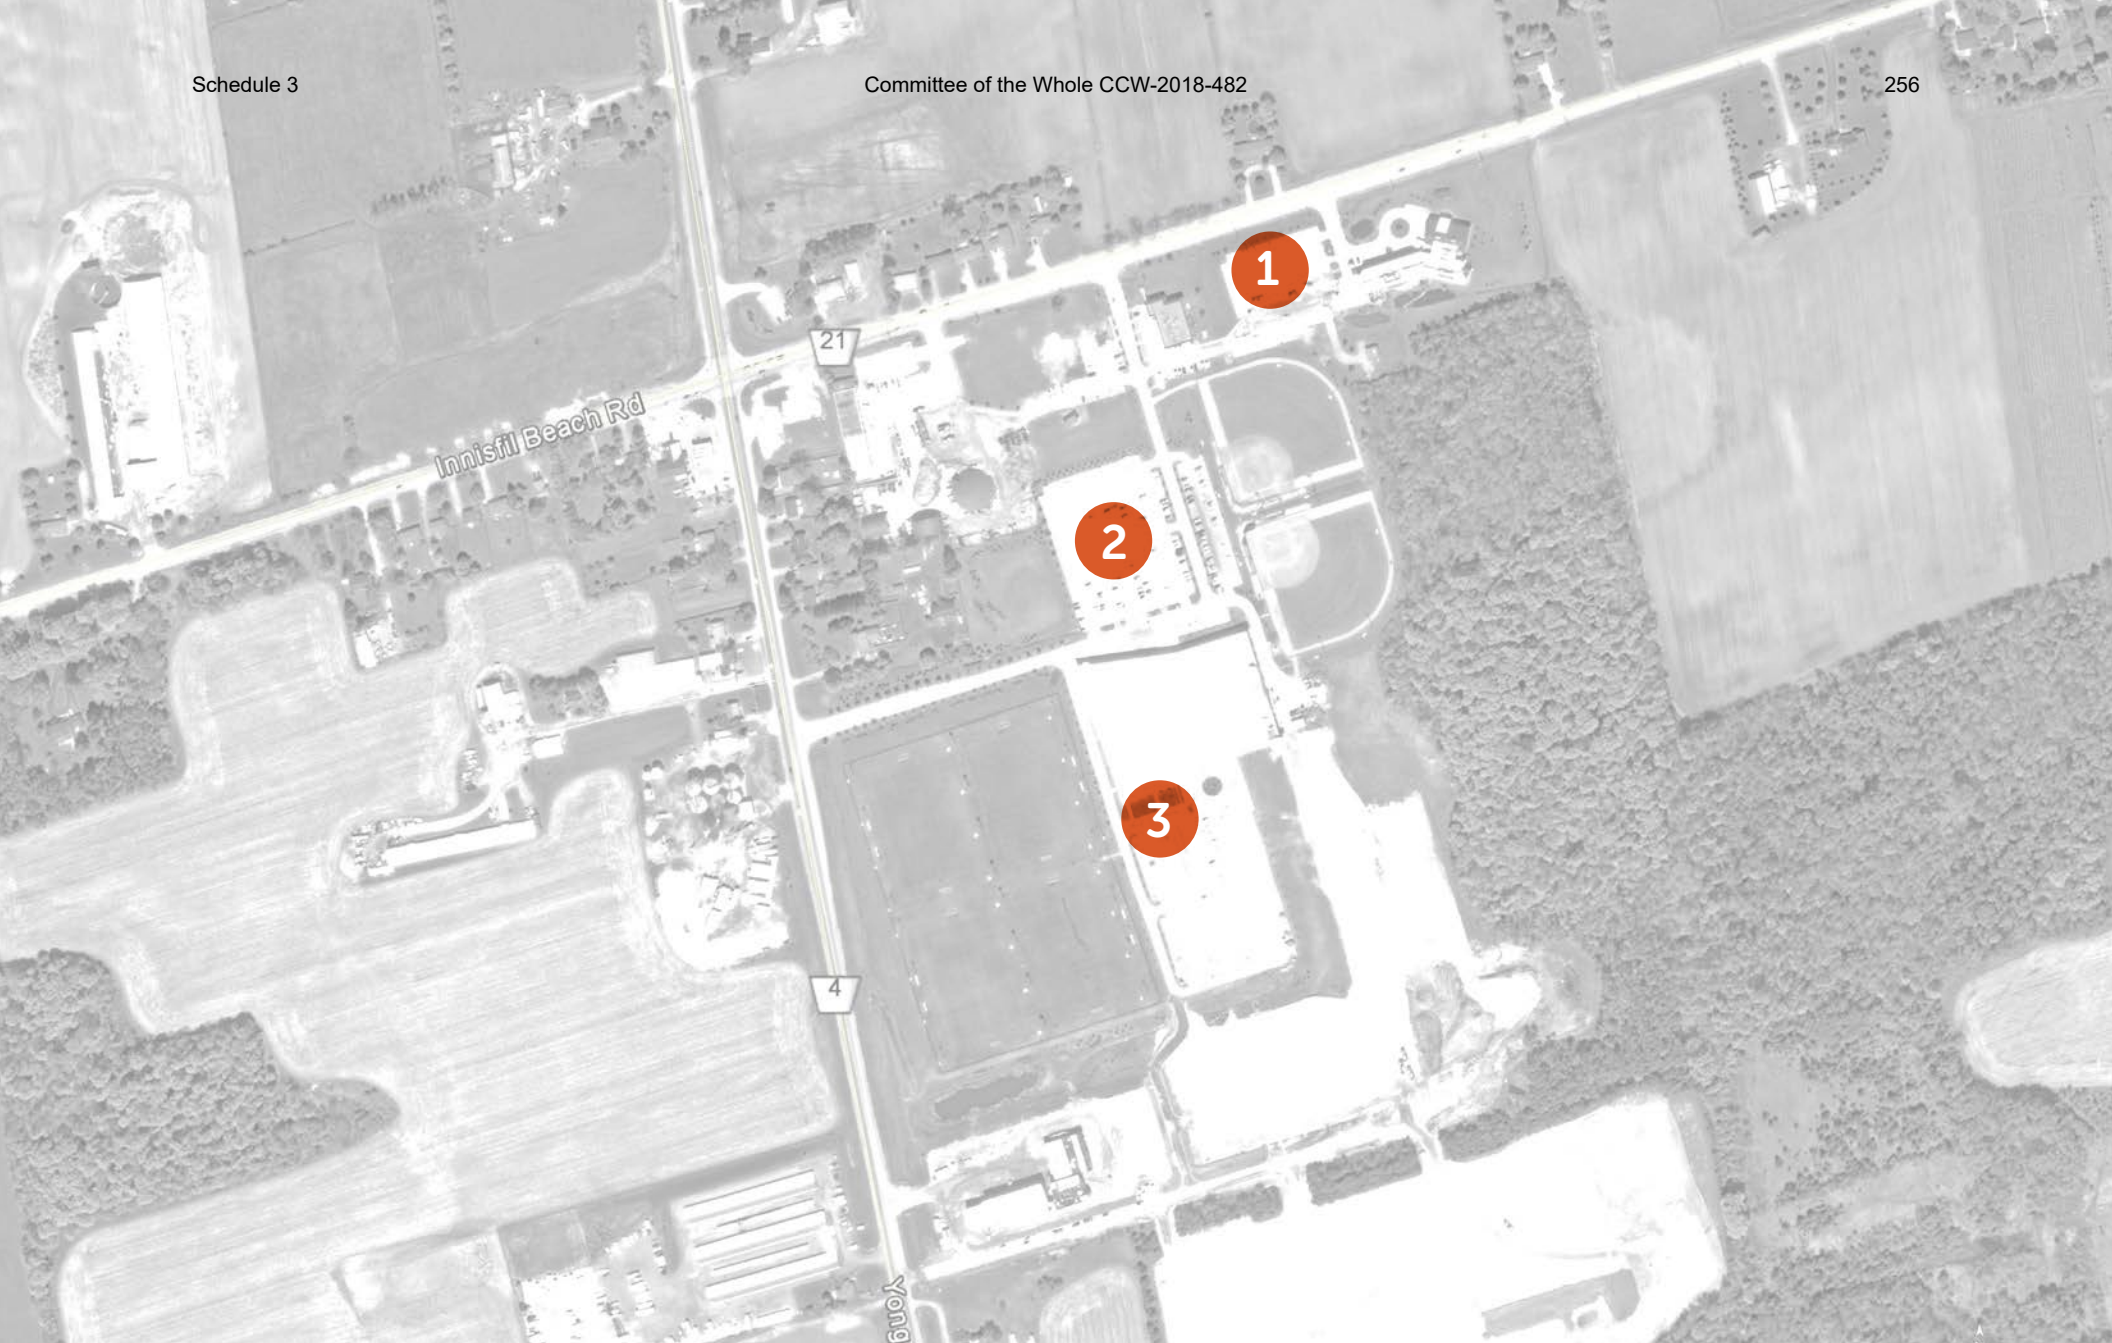 Schedule 3
Committee of the Whole CCW-2018-482
256
1
21
Innisfil Beach Rd
2
3
4
Yong